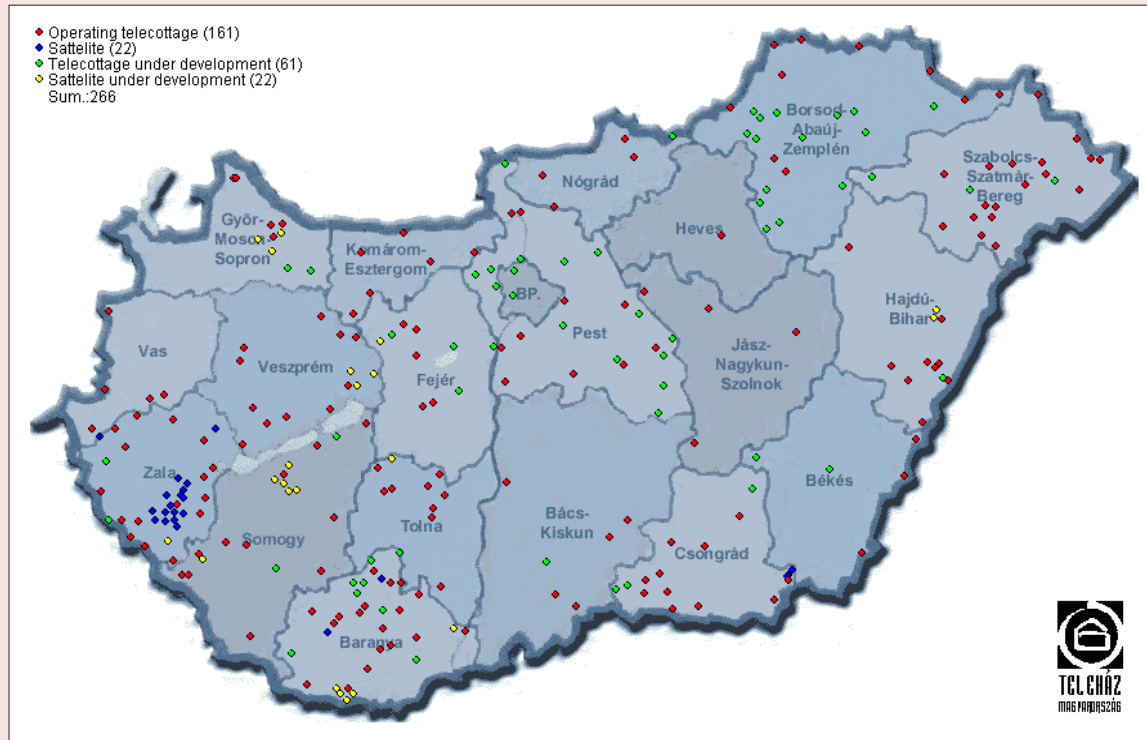 Operating telecottage (161)
Sattelite (22)
Telecottage under development (61)
Sattelite under development (22)
Sum.:266
Borsod-
Abaúj-
Zemplén
Szabolcs-
Szatmár-
Bereg
Nógrád
Győr-
Moson-
Sopron
Heves
Komárom-
Esztergom
BP.
Hajdú-
Bihar
Pest
Vas
Veszprém
Fejér
Jász-
Nagykun-
Szolnok
Zala
Békés
Bács-
Kiskun
Tolna
Somogy
Csongrád
Baranya
TELEHÁZ
MAGYARORSZÁG